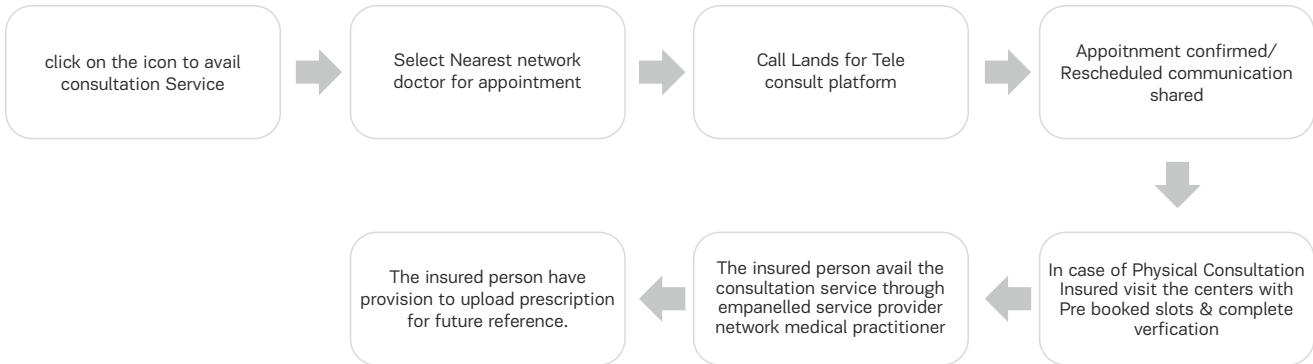 click on the icon to avail
consultation Service
Select Nearest network
doctor for appointment
Call Lands for Tele
consult platform
Appoitnment confirmed/
Rescheduled communication
shared
In case of Physical Consultation
Insured visit the centers with
Pre booked slots & complete
verfication
The insured person avail the
consultation service through
empanelled service provider
network medical practitioner
The insured person have
provision to upload prescription
for future reference.